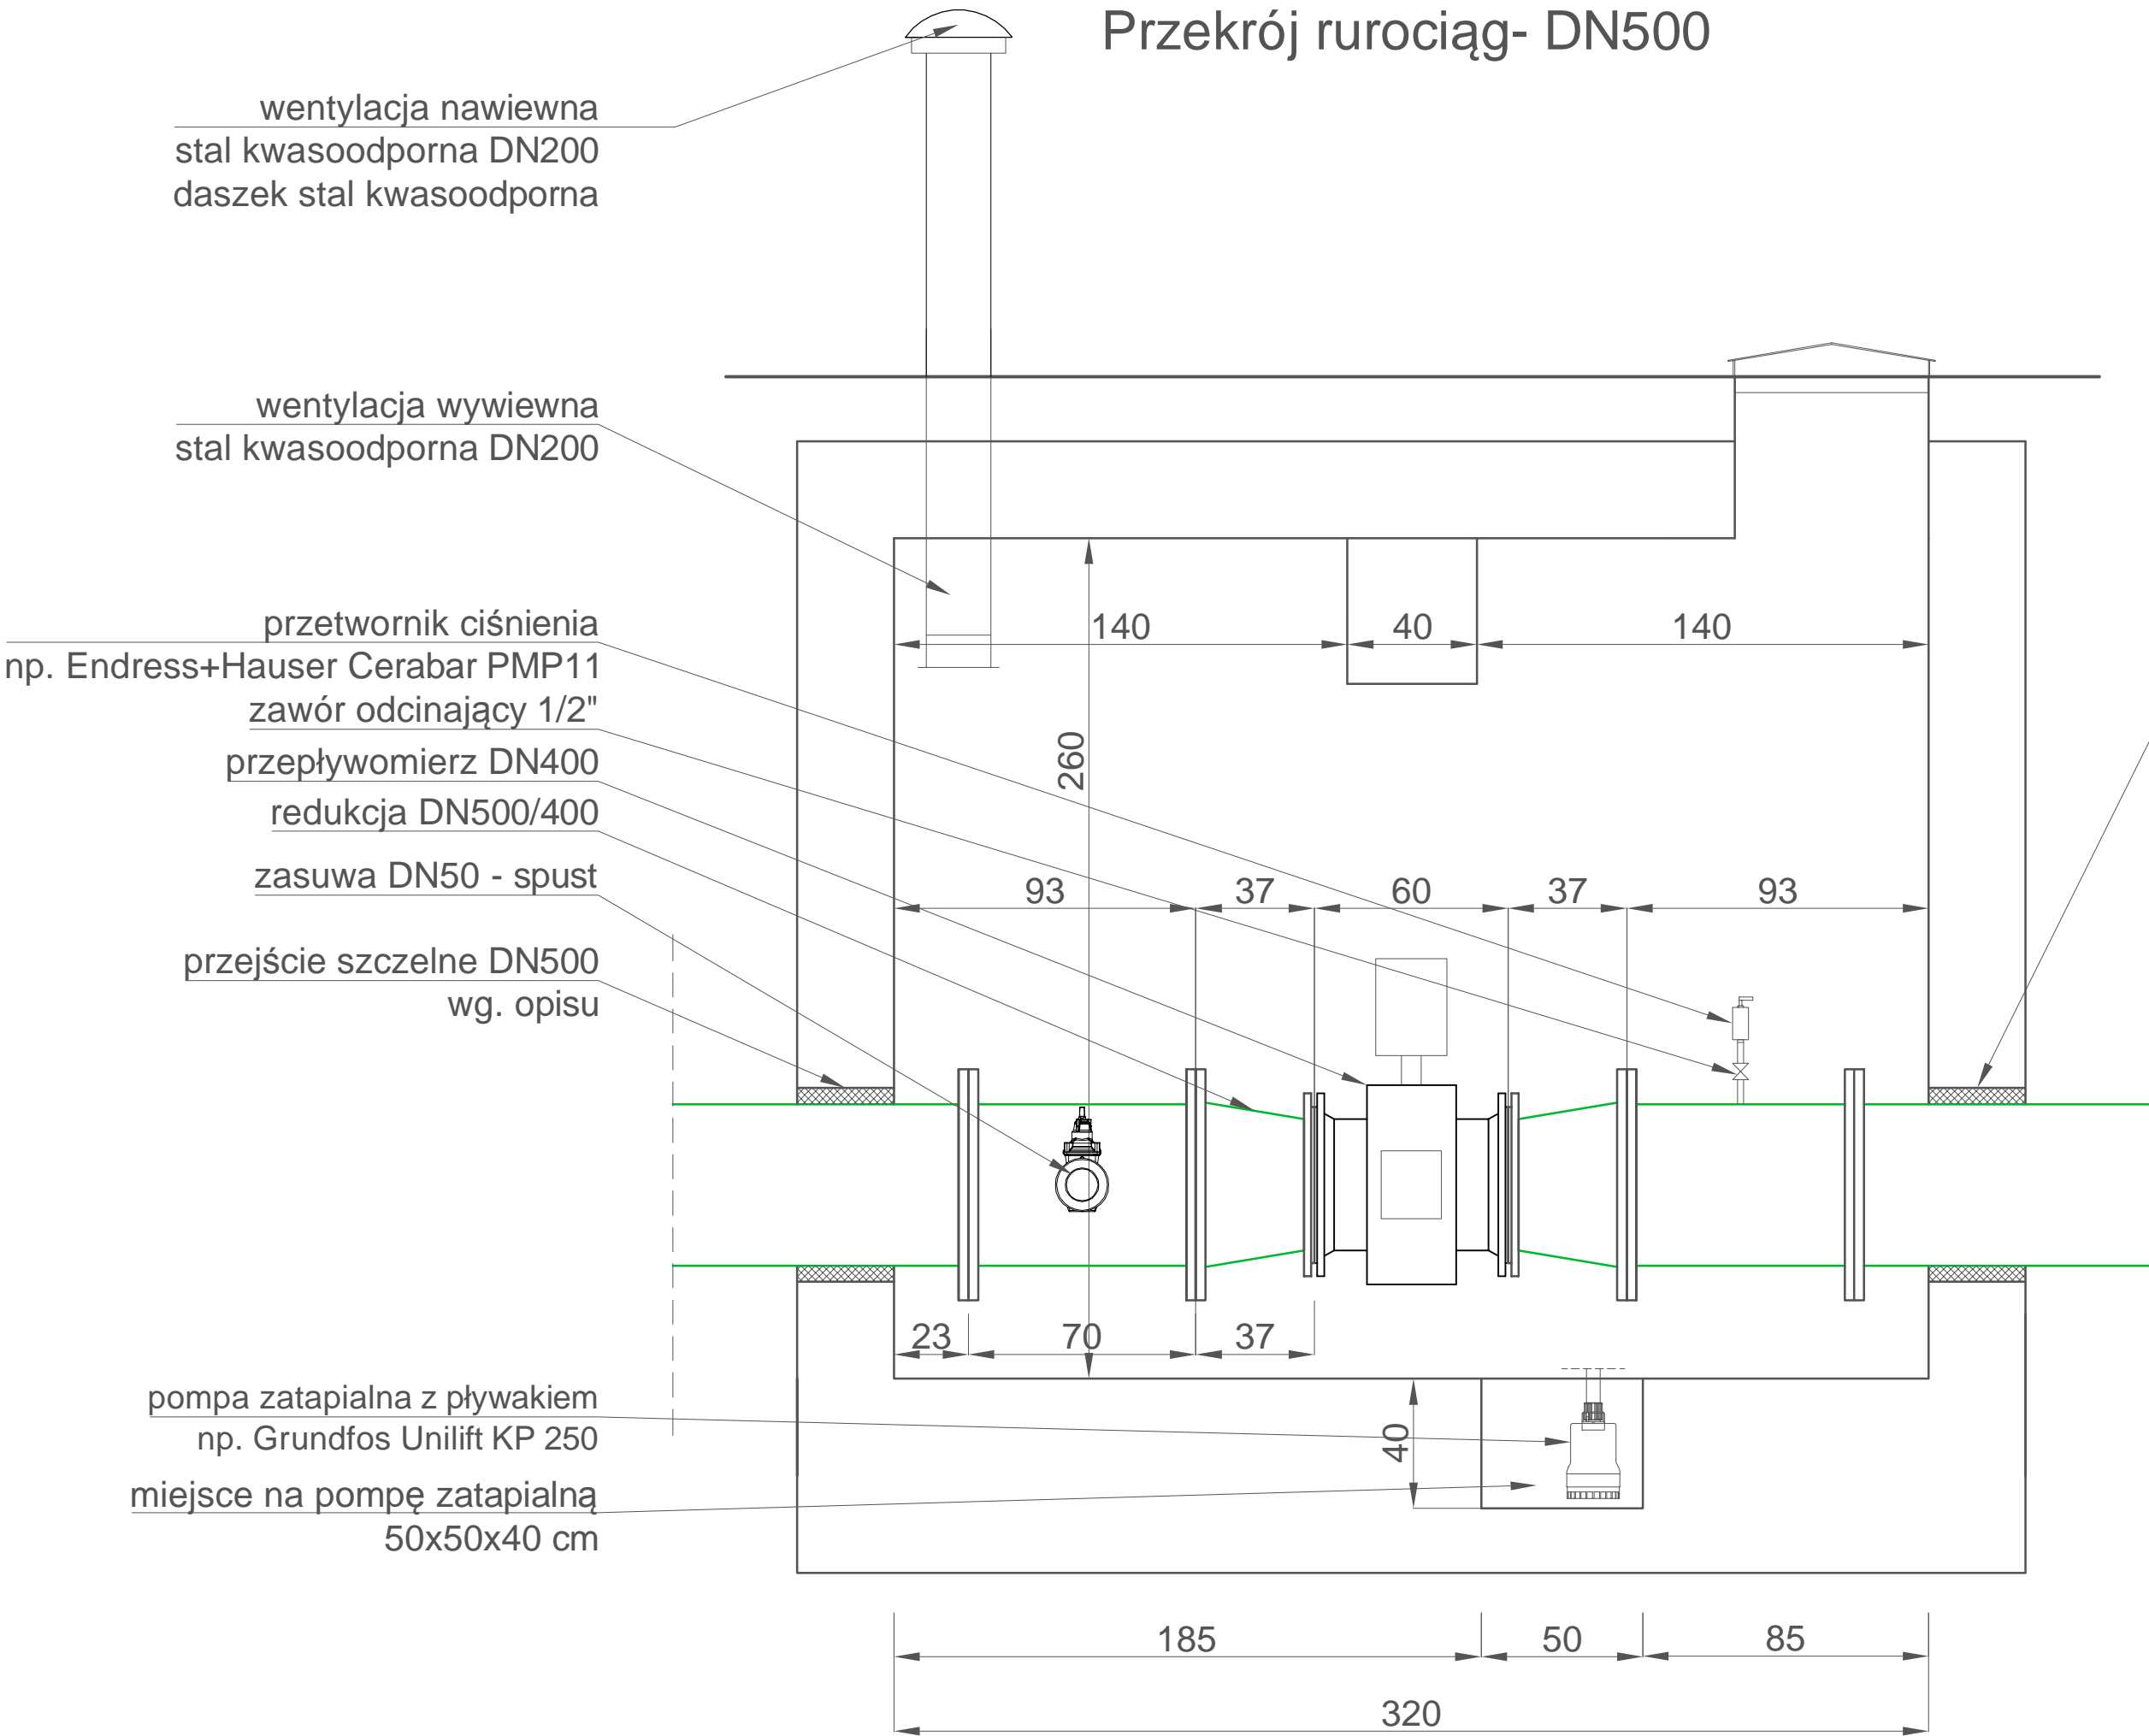 Przekrój rurociąg- DN500
wentylacja nawiewna
stal kwasoodporna DN200
daszek stal kwasoodporna
wentylacja wywiewna
stal kwasoodporna DN200
przetwornik ciśnienia
np. Endress+Hauser Cerabar PMP11
zawór odcinający 1/2"
przepływomierz DN400
redukcja DN500/400
zasuwa DN50 - spust
przejście szczelne DN500
wg. opisu
pompa zatapialna z pływakiem
np. Grundfos Unilift KP 250
miejsce na pompę zatapialną
50x50x40 cm
140 40 140
260
93 37 60 37 93
23 70 37
40
185 50 85
320